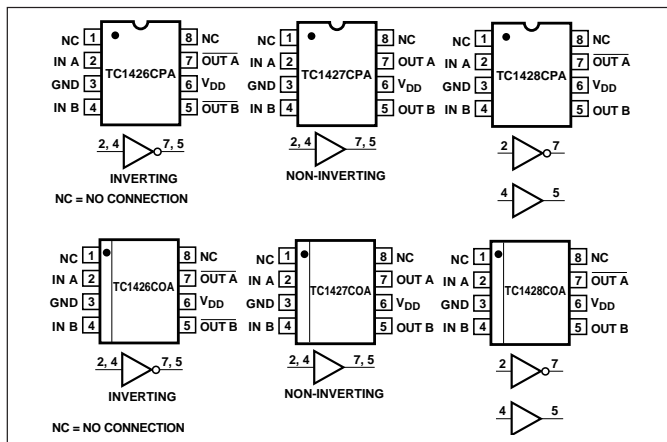 NC 1 8 NC
IN A 2 7 OUT A
GND 3 6 VDD
IN B 4 5 OUT B
TC1426CPA
2, 4 7, 5
INVERTING
NC = NO CONNECTION
NC 1 8 NC
IN A 2 7 OUT A
GND 3 6 VDD
IN B 4 5 OUT B
TC1427CPA
2, 4 7, 5
NON-INVERTING
NC 1 8 NC
IN A 2 7 OUT A
GND 3 6 VDD
IN B 4 5 OUT B
TC1428CPA
2 7
4 5
NC 1 8 NC
IN A 2 7 OUT A
GND 3 6 VDD
IN B 4 5 OUT B
TC1426COA
2, 4 7, 5
INVERTING
NC = NO CONNECTION
NC 1 8 NC
IN A 2 7 OUT A
GND 3 6 VDD
IN B 4 5 OUT B
TC1427COA
2, 4 7, 5
NON-INVERTING
NC 1 8 NC
IN A 2 7 OUT A
GND 3 6 VDD
IN B 4 5 OUT B
TC1428COA
2 7
4 5